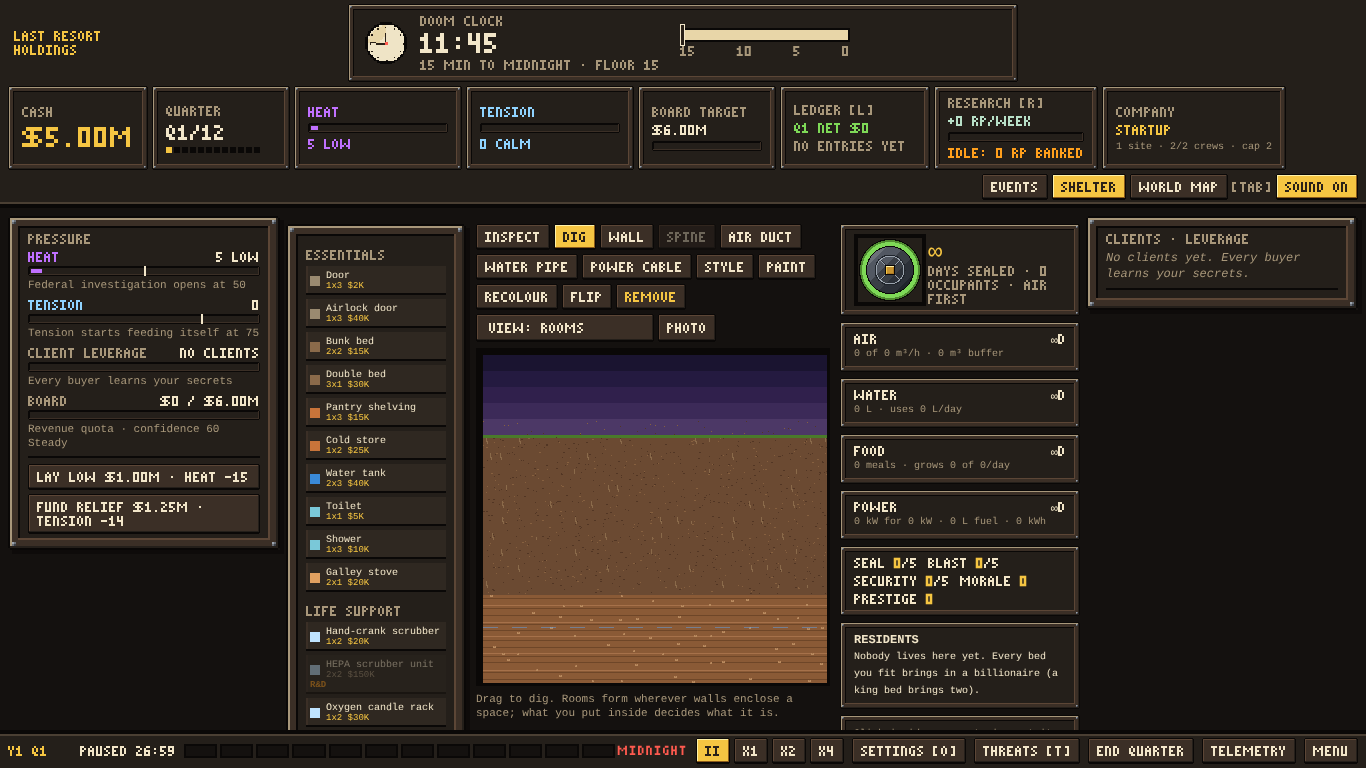 LAST RESORT
HOLDINGS
DOOM CLOCK
11:45
15 MIN TO MIDNIGHT · FLOOR 15
15 10 5 0
CASH
$5.00M
QUARTER
Q1/12
HEAT
5 LOW
TENSION
0 CALM
BOARD TARGET
$6.00M
LEDGER [L]
Q1 NET $0
NO ENTRIES YET
RESEARCH [R]
+0 RP/WEEK
IDLE: 0 RP BANKED
COMPANY
STARTUP
1 site · 2/2 crews · cap 2
EVENTS
SHELTER
WORLD MAP
[TAB]
SOUND ON
PRESSURE
HEAT 5 LOW
Federal investigation opens at 50
TENSION 0
Tension starts feeding itself at 75
CLIENT LEVERAGE NO CLIENTS
Every buyer learns your secrets
BOARD $0 / $6.00M
Revenue quota · confidence 60
Steady
LAY LOW $1.00M · HEAT -15
FUND RELIEF $1.25M ·
TENSION -14
ESSENTIALS
Door
1x3 $2K
Airlock door
1x3 $40K
Bunk bed
2x2 $15K
Double bed
3x1 $30K
Pantry shelving
1x3 $15K
Cold store
1x2 $25K
Water tank
2x3 $40K
Toilet
1x1 $5K
Shower
1x3 $10K
Galley stove
2x1 $20K
LIFE SUPPORT
Hand-crank scrubber
1x2 $20K
HEPA scrubber unit
2x2 $150K
R&D
Oxygen candle rack
1x2 $30K
INSPECT DIG WALL SPINE AIR DUCT
WATER PIPE POWER CABLE STYLE PAINT
RECOLOUR FLIP REMOVE
VIEW: ROOMS PHOTO
Drag to dig. Rooms form wherever walls enclose a
space; what you put inside decides what it is.
∞
DAYS SEALED · 0
OCCUPANTS · AIR
FIRST
AIR ∞D
0 of 0 m³/h · 0 m³ buffer
WATER ∞D
0 L · uses 0 L/day
FOOD ∞D
0 meals · grows 0 of 0/day
POWER ∞D
0 kW for 0 kW · 0 L fuel · 0 kWh
SEAL 0/5 BLAST 0/5
SECURITY 0/5 MORALE 0
PRESTIGE 0
RESIDENTS
Nobody lives here yet. Every bed
you fit brings in a billionaire (a
king bed brings two).
CLIENTS · LEVERAGE
No clients yet. Every buyer
learns your secrets.
Y1 Q1
PAUSED 26:59
MIDNIGHT
II
X1
X2
X4
SETTINGS [O]
THREATS [T]
END QUARTER
TELEMETRY
MENU